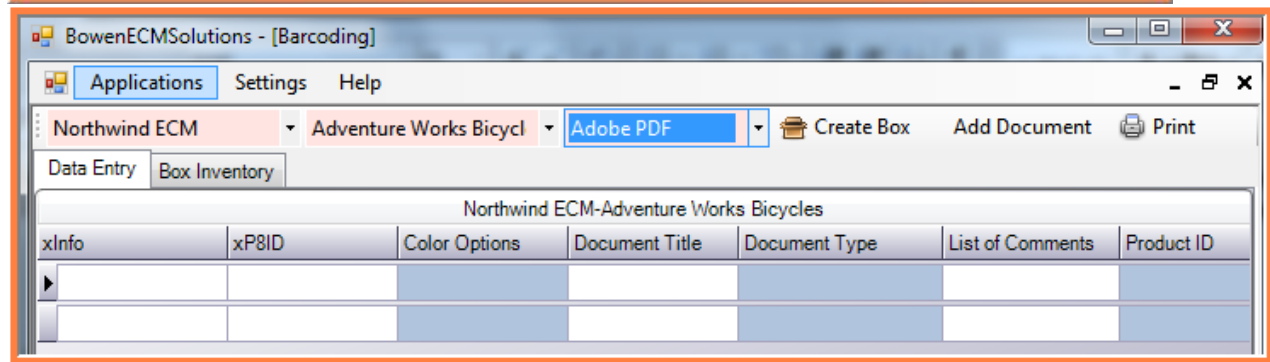 BowenECMSolutions - [Barcoding]
Applications Settings Help
Northwind ECM Adventure Works Bicycl Adobe PDF Create Box Add Document Print
Data Entry Box Inventory
Northwind ECM-Adventure Works Bicycles
xInfo xP8ID Color Options Document Title Document Type List of Comments Product ID